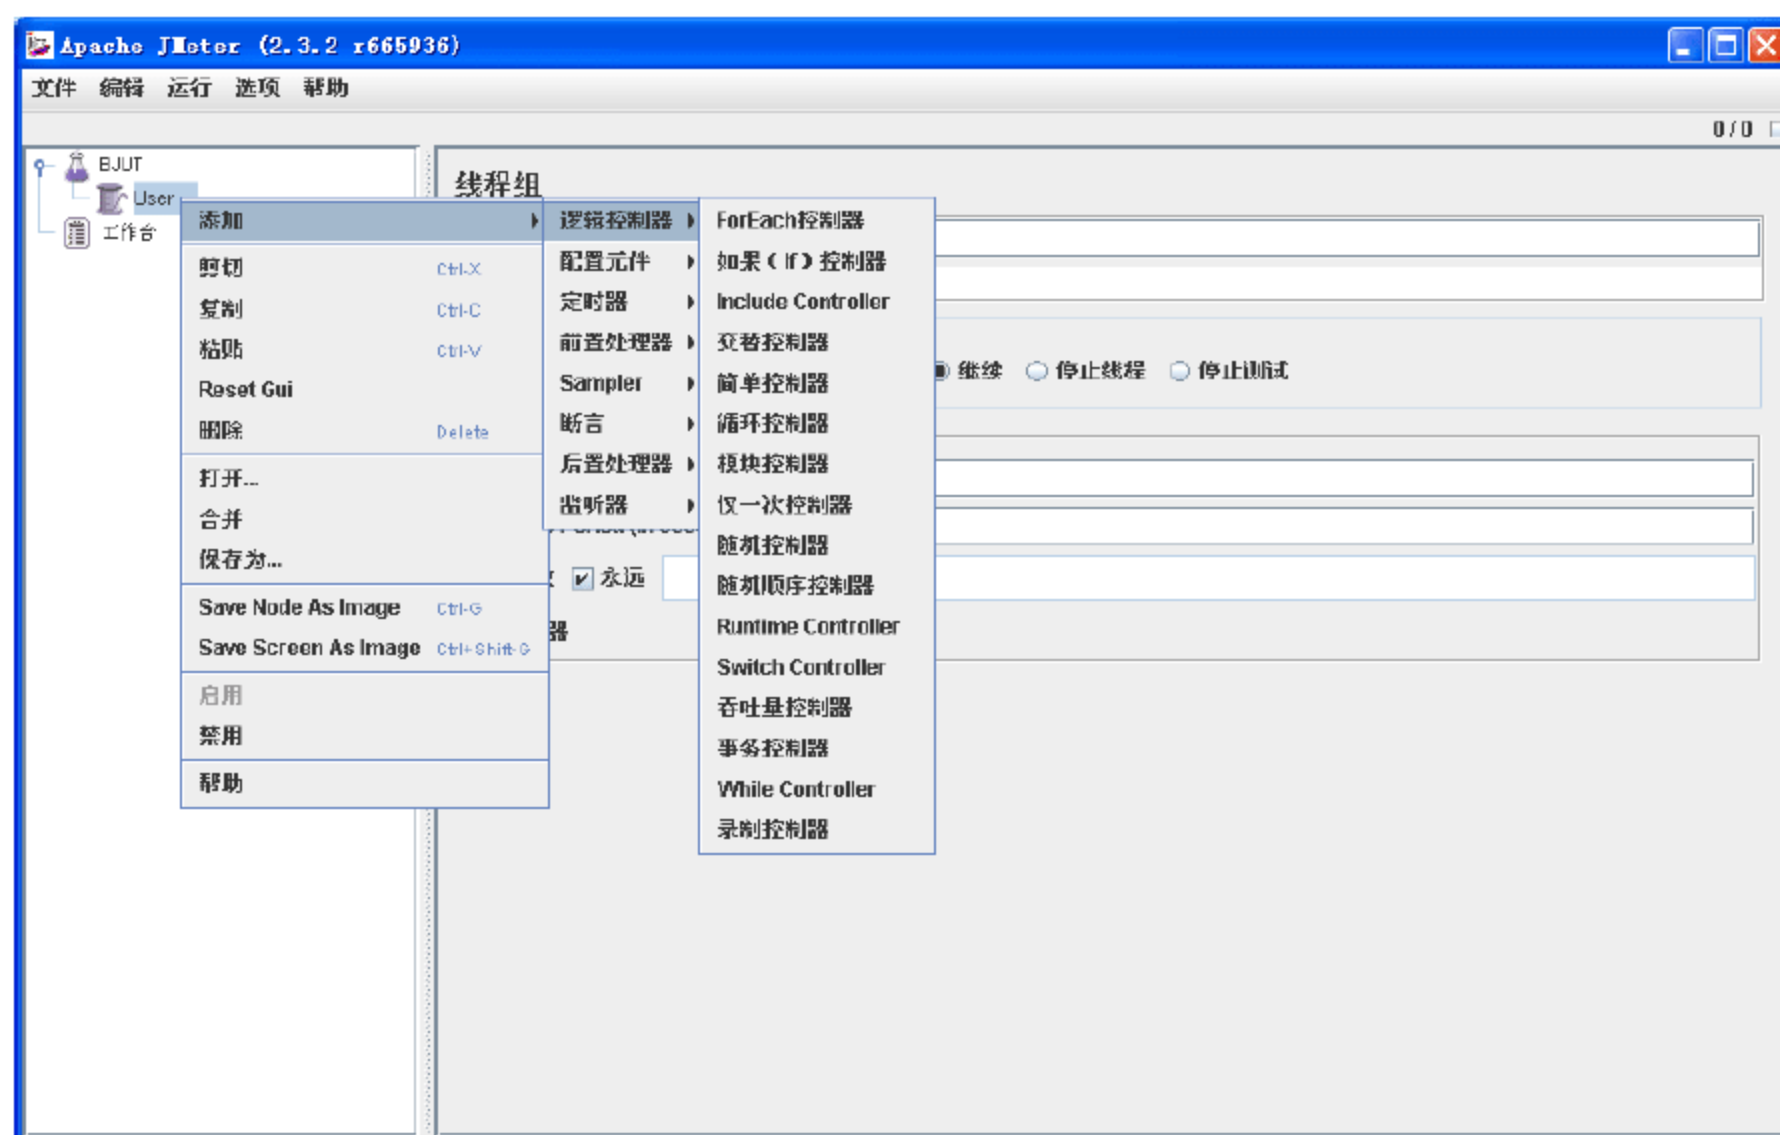 Apache JMeter (2.3.2 r665936)
文件 编辑 运行 选项 帮助
0 / 0
BJUT
User
工作台
线程组
添加
剪切 Ctrl-X
复制 Ctrl-C
粘贴 Ctrl-V
Reset Gui
删除 Delete
打开...
合并
保存为...
Save Node As Image Ctrl-G
Save Screen As Image Ctrl+Shift-G
启用
禁用
帮助
逻辑控制器
配置元件
定时器
前置处理器
Sampler
断言
后置处理器
监听器
ForEach控制器
如果（If）控制器
Include Controller
交替控制器
简单控制器
循环控制器
模块控制器
仅一次控制器
随机控制器
随机顺序控制器
Runtime Controller
Switch Controller
吞吐量控制器
事务控制器
While Controller
录制控制器
继续 停止线程 停止测试
永远
器